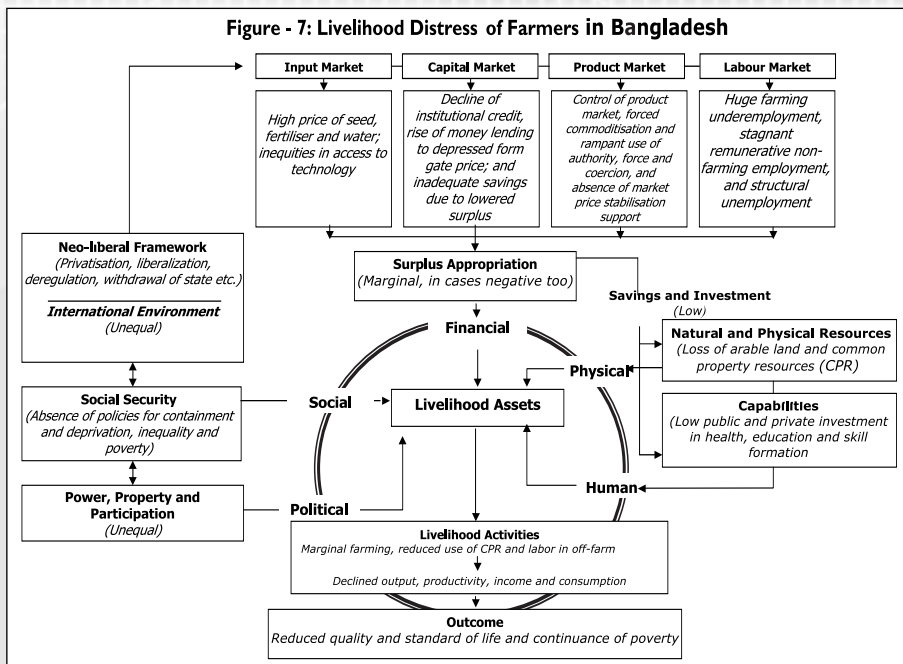 Figure - 7: Livelihood Distress of Farmers in Bangladesh
Input Market
Capital Market
Product Market
Labour Market
High price of seed,
fertiliser and water;
inequities in access to
technology
Decline of
institutional credit,
rise of money lending
to depressed form
gate price; and
inadequate savings
due to lowered
surplus
Control of product
market, forced
commoditisation and
rampant use of
authority, force and
coercion, and
absence of market
price stabilisation
support
Huge farming
underemployment,
stagnant
remunerative non-
farming employment,
and structural
unemployment
Neo-liberal Framework
(Privatisation, liberalization,
deregulation, withdrawal of state etc.)
International Environment
(Unequal)
Surplus Appropriation
(Marginal, in cases negative too)
Savings and Investment
(Low)
Financial
Natural and Physical Resources
(Loss of arable land and common
property resources (CPR)
Physical
Social Security
(Absence of policies for containment
and deprivation, inequality and
poverty)
Social
Livelihood Assets
Capabilities
(Low public and private investment
in health, education and skill
formation
Human
Power, Property and
Participation
(Unequal)
Political
Livelihood Activities
Marginal farming, reduced use of CPR and labor in off-farm
Declined output, productivity, income and consumption
Outcome
Reduced quality and standard of life and continuance of poverty